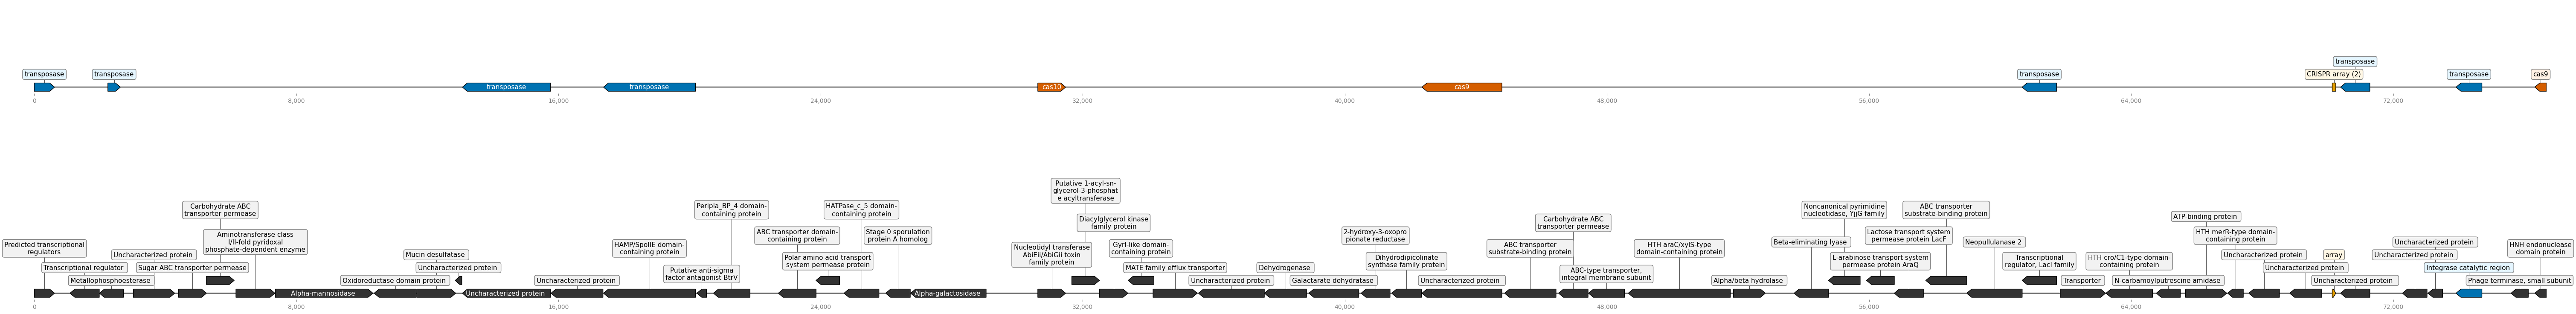 transposase
transposase
CRISPR array (2)
cas9
transposase
transposase
transposase
transposase
transposase
cas10
cas9
0
8,000
16,000
24,000
32,000
40,000
48,000
56,000
64,000
72,000
Putative 1-acyl-sn-
glycerol-3-phosphat
e acyltransferase
Carbohydrate ABC
transporter permease
Peripla_BP_4 domain-
containing protein
HATPase_c_5 domain-
containing protein
Noncanonical pyrimidine
nucleotidase, YjjG family
ABC transporter
substrate-binding protein
ATP-binding protein
Diacylglycerol kinase
family protein
Carbohydrate ABC
transporter permease
Aminotransferase class
I/II-fold pyridoxal
phosphate-dependent enzyme
ABC transporter domain-
containing protein
Stage 0 sporulation
protein A homolog
2-hydroxy-3-oxopro
pionate reductase
Lactose transport system
permease protein LacF
HTH merR-type domain-
containing protein
Predicted transcriptional
regulators
HAMP/SpoIIE domain-
containing protein
Nucleotidyl transferase
AbiEii/AbiGii toxin
family protein
GyrI-like domain-
containing protein
ABC transporter
substrate-binding protein
HTH araC/xylS-type
domain-containing protein
Beta-eliminating lyase
Neopullulanase 2
Uncharacterized protein
HNH endonuclease
domain protein
Uncharacterized protein
Mucin desulfatase
Polar amino acid transport
system permease protein
Dihydrodipicolinate
synthase family protein
L-arabinose transport system
permease protein AraQ
Transcriptional
regulator, LacI family
HTH cro/C1-type domain-
containing protein
Uncharacterized protein
array
Uncharacterized protein
Transcriptional regulator
Sugar ABC transporter permease
Uncharacterized protein
Putative anti-sigma
factor antagonist BtrV
MATE family efflux transporter
Dehydrogenase
ABC-type transporter,
integral membrane subunit
Uncharacterized protein
Integrase catalytic region
Metallophosphoesterase
Oxidoreductase domain protein
Uncharacterized protein
Uncharacterized protein
Galactarate dehydratase
Uncharacterized protein
Alpha/beta hydrolase
Transporter
N-carbamoylputrescine amidase
Uncharacterized protein
Phage terminase, small subunit
Alpha-mannosidase
Uncharacterized protein
Alpha-galactosidase
0
8,000
16,000
24,000
32,000
40,000
48,000
56,000
64,000
72,000